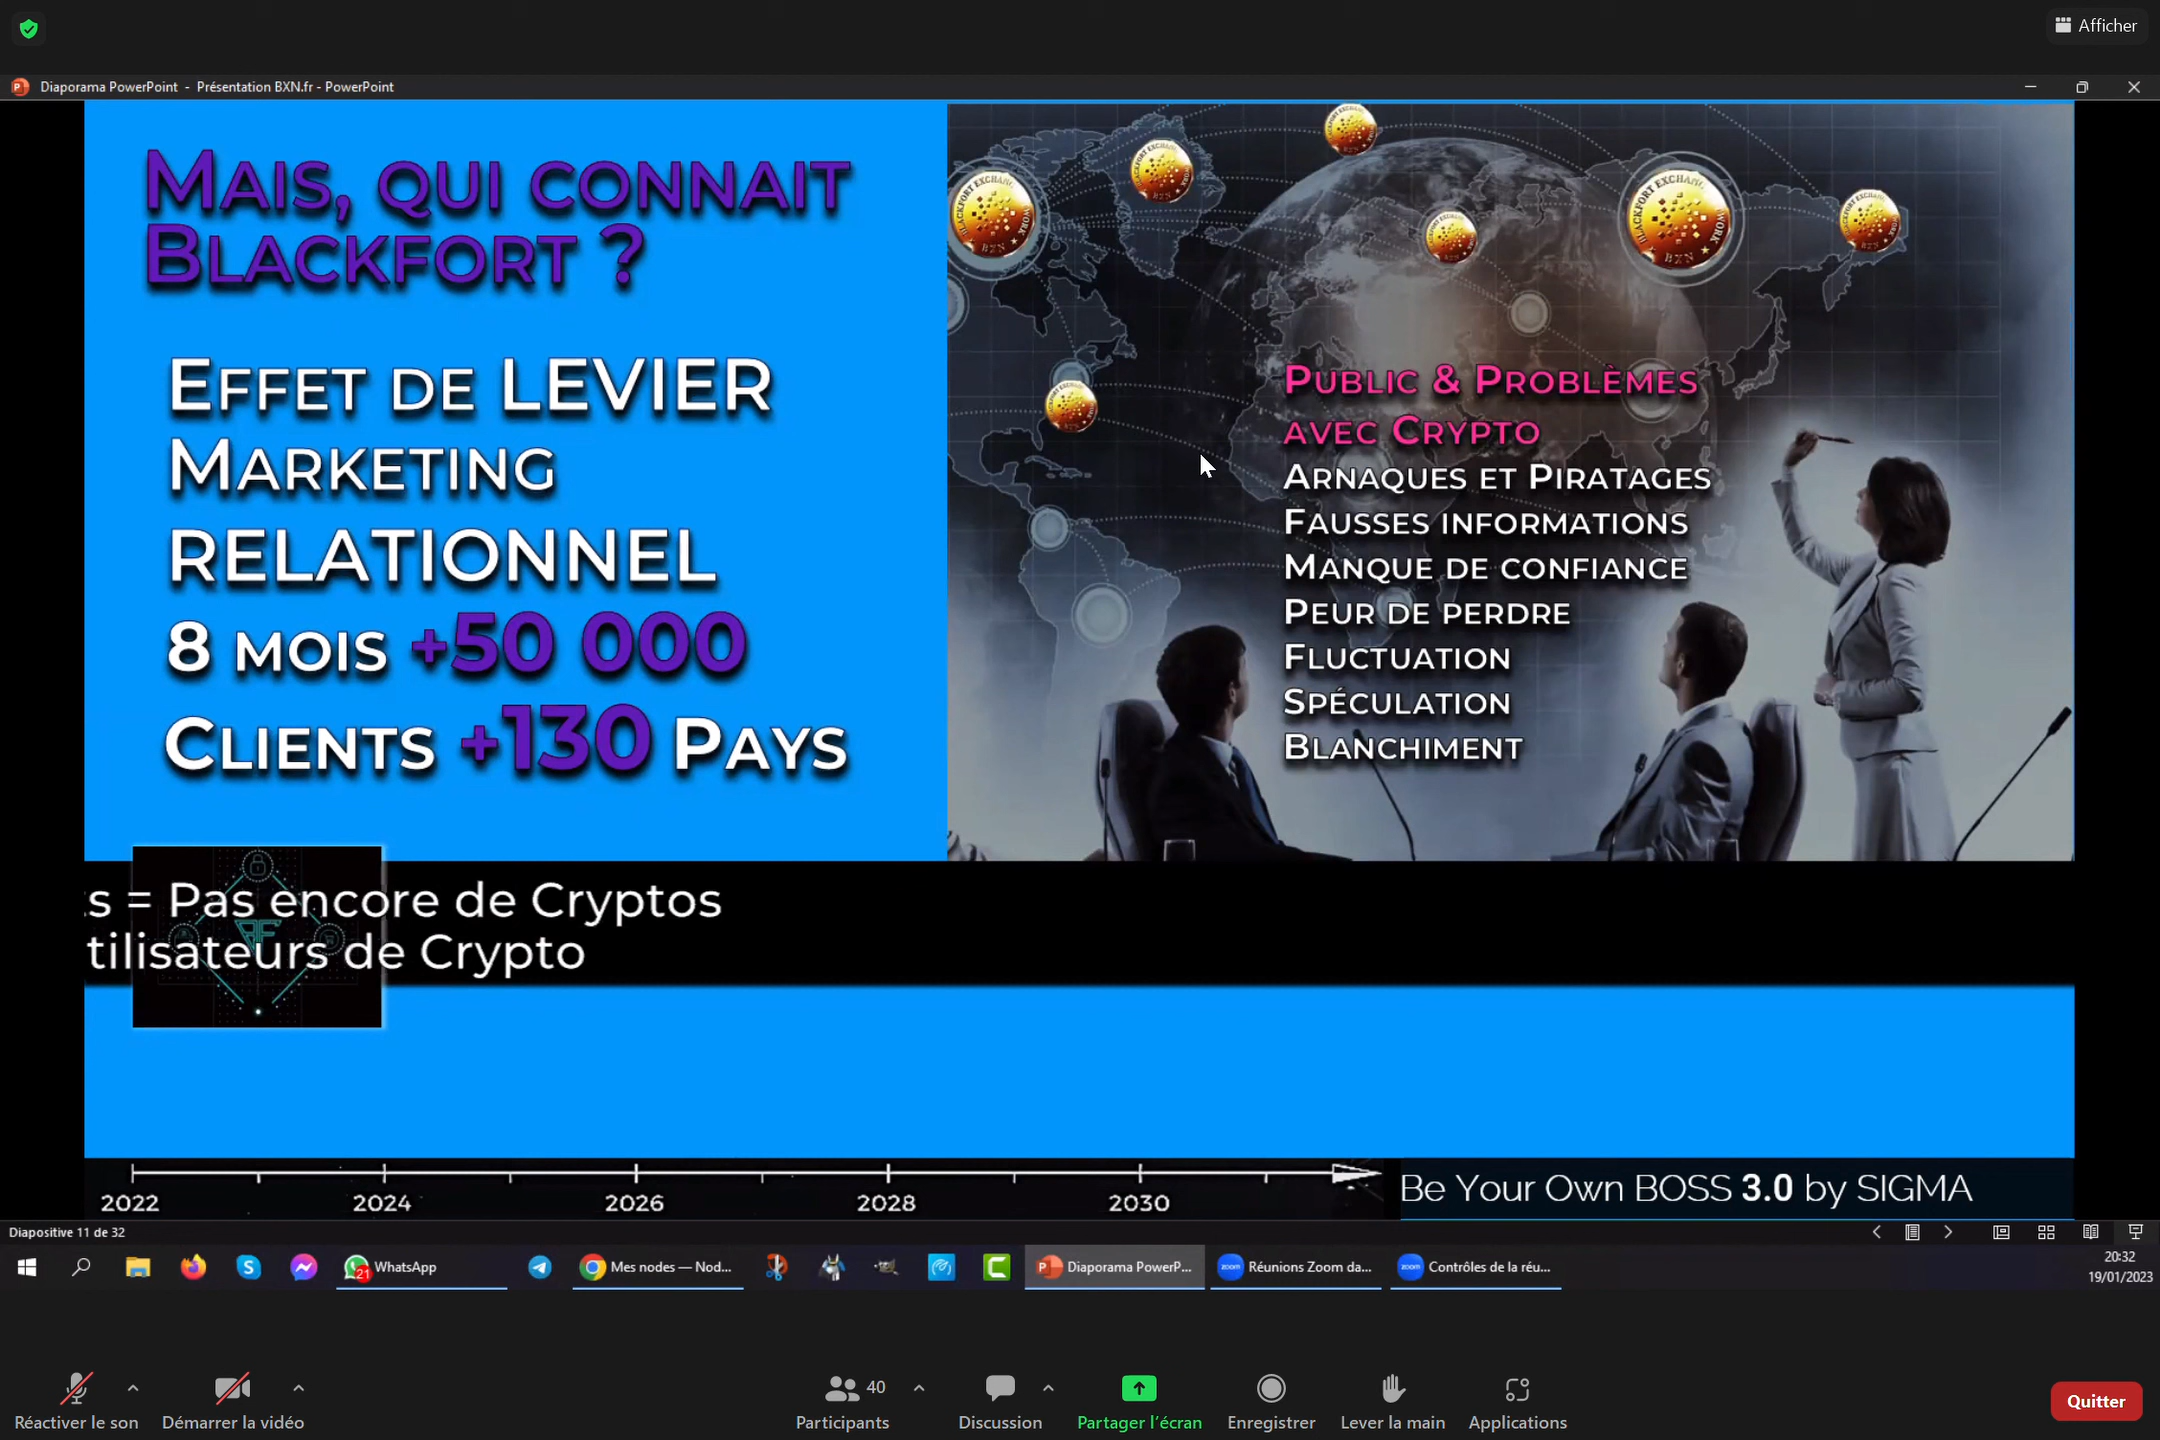 Afficher
Diaporama PowerPoint - Présentation BXN.fr - PowerPoint
Mais, qui connait
Blackfort ?
Effet de LEVIER
Marketing
RELATIONNEL
8 mois +50 000
Clients +130 Pays
Public & Problèmes
avec Crypto
Arnaques et Piratages
Fausses informations
Manque de confiance
Peur de perdre
Fluctuation
Spéculation
Blanchiment
s = Pas encore de Cryptos
tilisateurs de Crypto
2022 2024 2026 2028 2030
Be Your Own BOSS 3.0 by SIGMA
Diapositive 11 de 32
21 WhatsApp
Mes nodes — Nod...
Diaporama PowerP...
zoom Réunions Zoom da...
zoom Contrôles de la réu...
20:32
19/01/2023
Réactiver le son
Démarrer la vidéo
40
Participants
Discussion
Partager l'écran
Enregistrer
Lever la main
Applications
Quitter